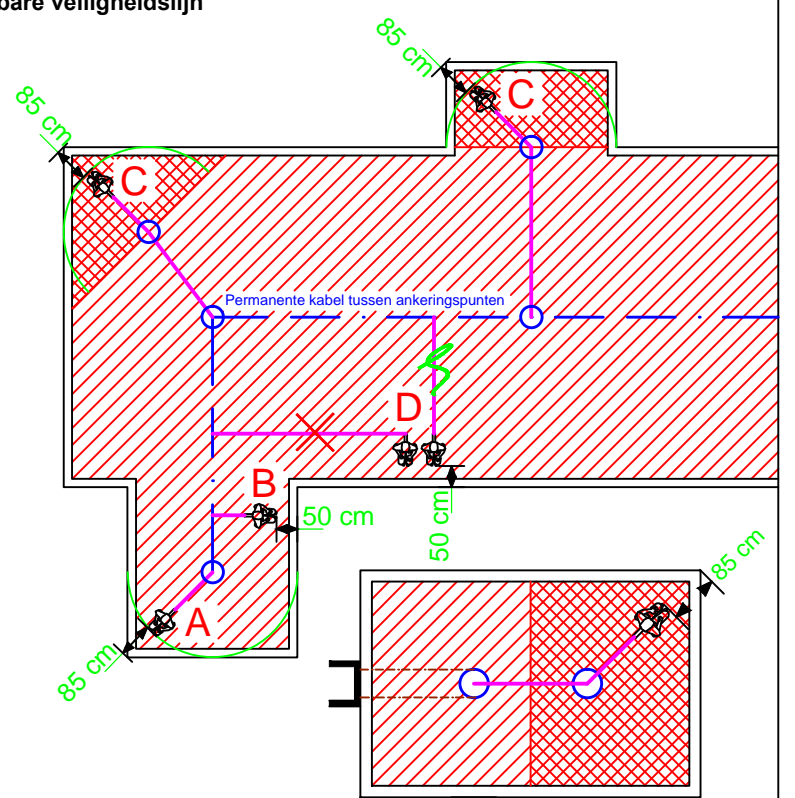 bare veiligheidslijn
85 cm
C
85 cm
C
Permanente kabel tussen ankeringspunten
D
B
50 cm
50 cm
85 cm
A
85 cm